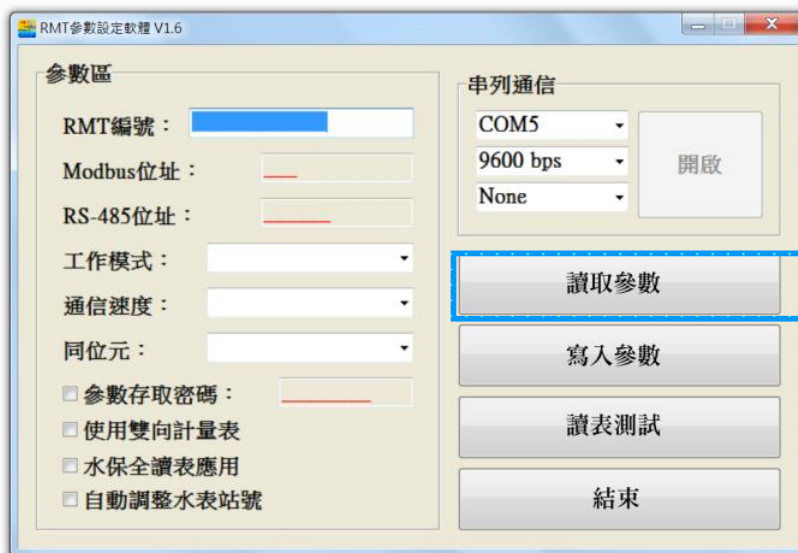 RMT參數設定軟體 V1.6
參數區
RMT編號：
Modbus位址：
RS-485位址：
工作模式：
通信速度：
同位元：
參數存取密碼：
使用雙向計量表
水保全讀表應用
自動調整水表站號
串列通信
COM5
9600 bps
None
開啟
讀取參數
寫入參數
讀表測試
結束